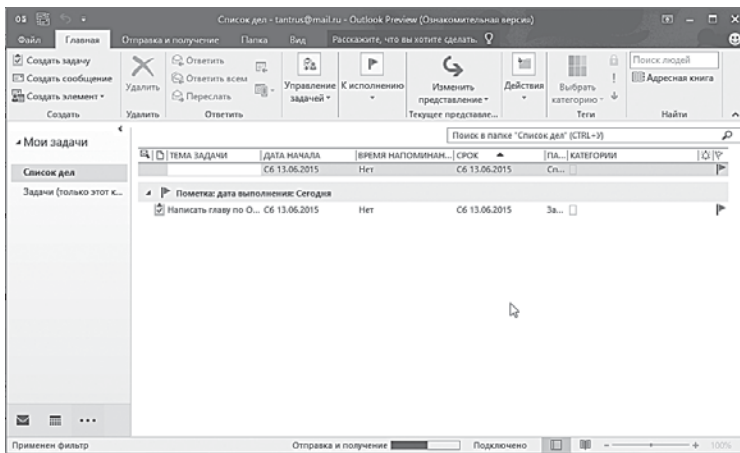 Список дел - tantrus@mail.ru - Outlook Preview (Ознакомительная версия)
Файл Главная Отправка и получение Папка Вид Расскажите, что вы хотите сделать.
Создать задачу
Создать сообщение
Создать элемент
Создать
Удалить
Удалить
Ответить
Ответить всем
Переслать
Ответить
Управление задачей
К исполнению
Изменить представление
Текущее представле...
Действия
Выбрать категорию
Теги
Поиск людей
Адресная книга
Найти
Мои задачи
Список дел
Задачи (только этот к...
Поиск в папке "Список дел" (CTRL+У)
ТЕМА ЗАДАЧИ ДАТА НАЧАЛА ВРЕМЯ НАПОМИНАН... СРОК ПА... КАТЕГОРИИ
Сб 13.06.2015 Нет Сб 13.06.2015 Сп...
Пометка: дата выполнения: Сегодня
Написать главу по О... Сб 13.06.2015 Нет Сб 13.06.2015 За...
Применен фильтр Отправка и получение Подключено 100%